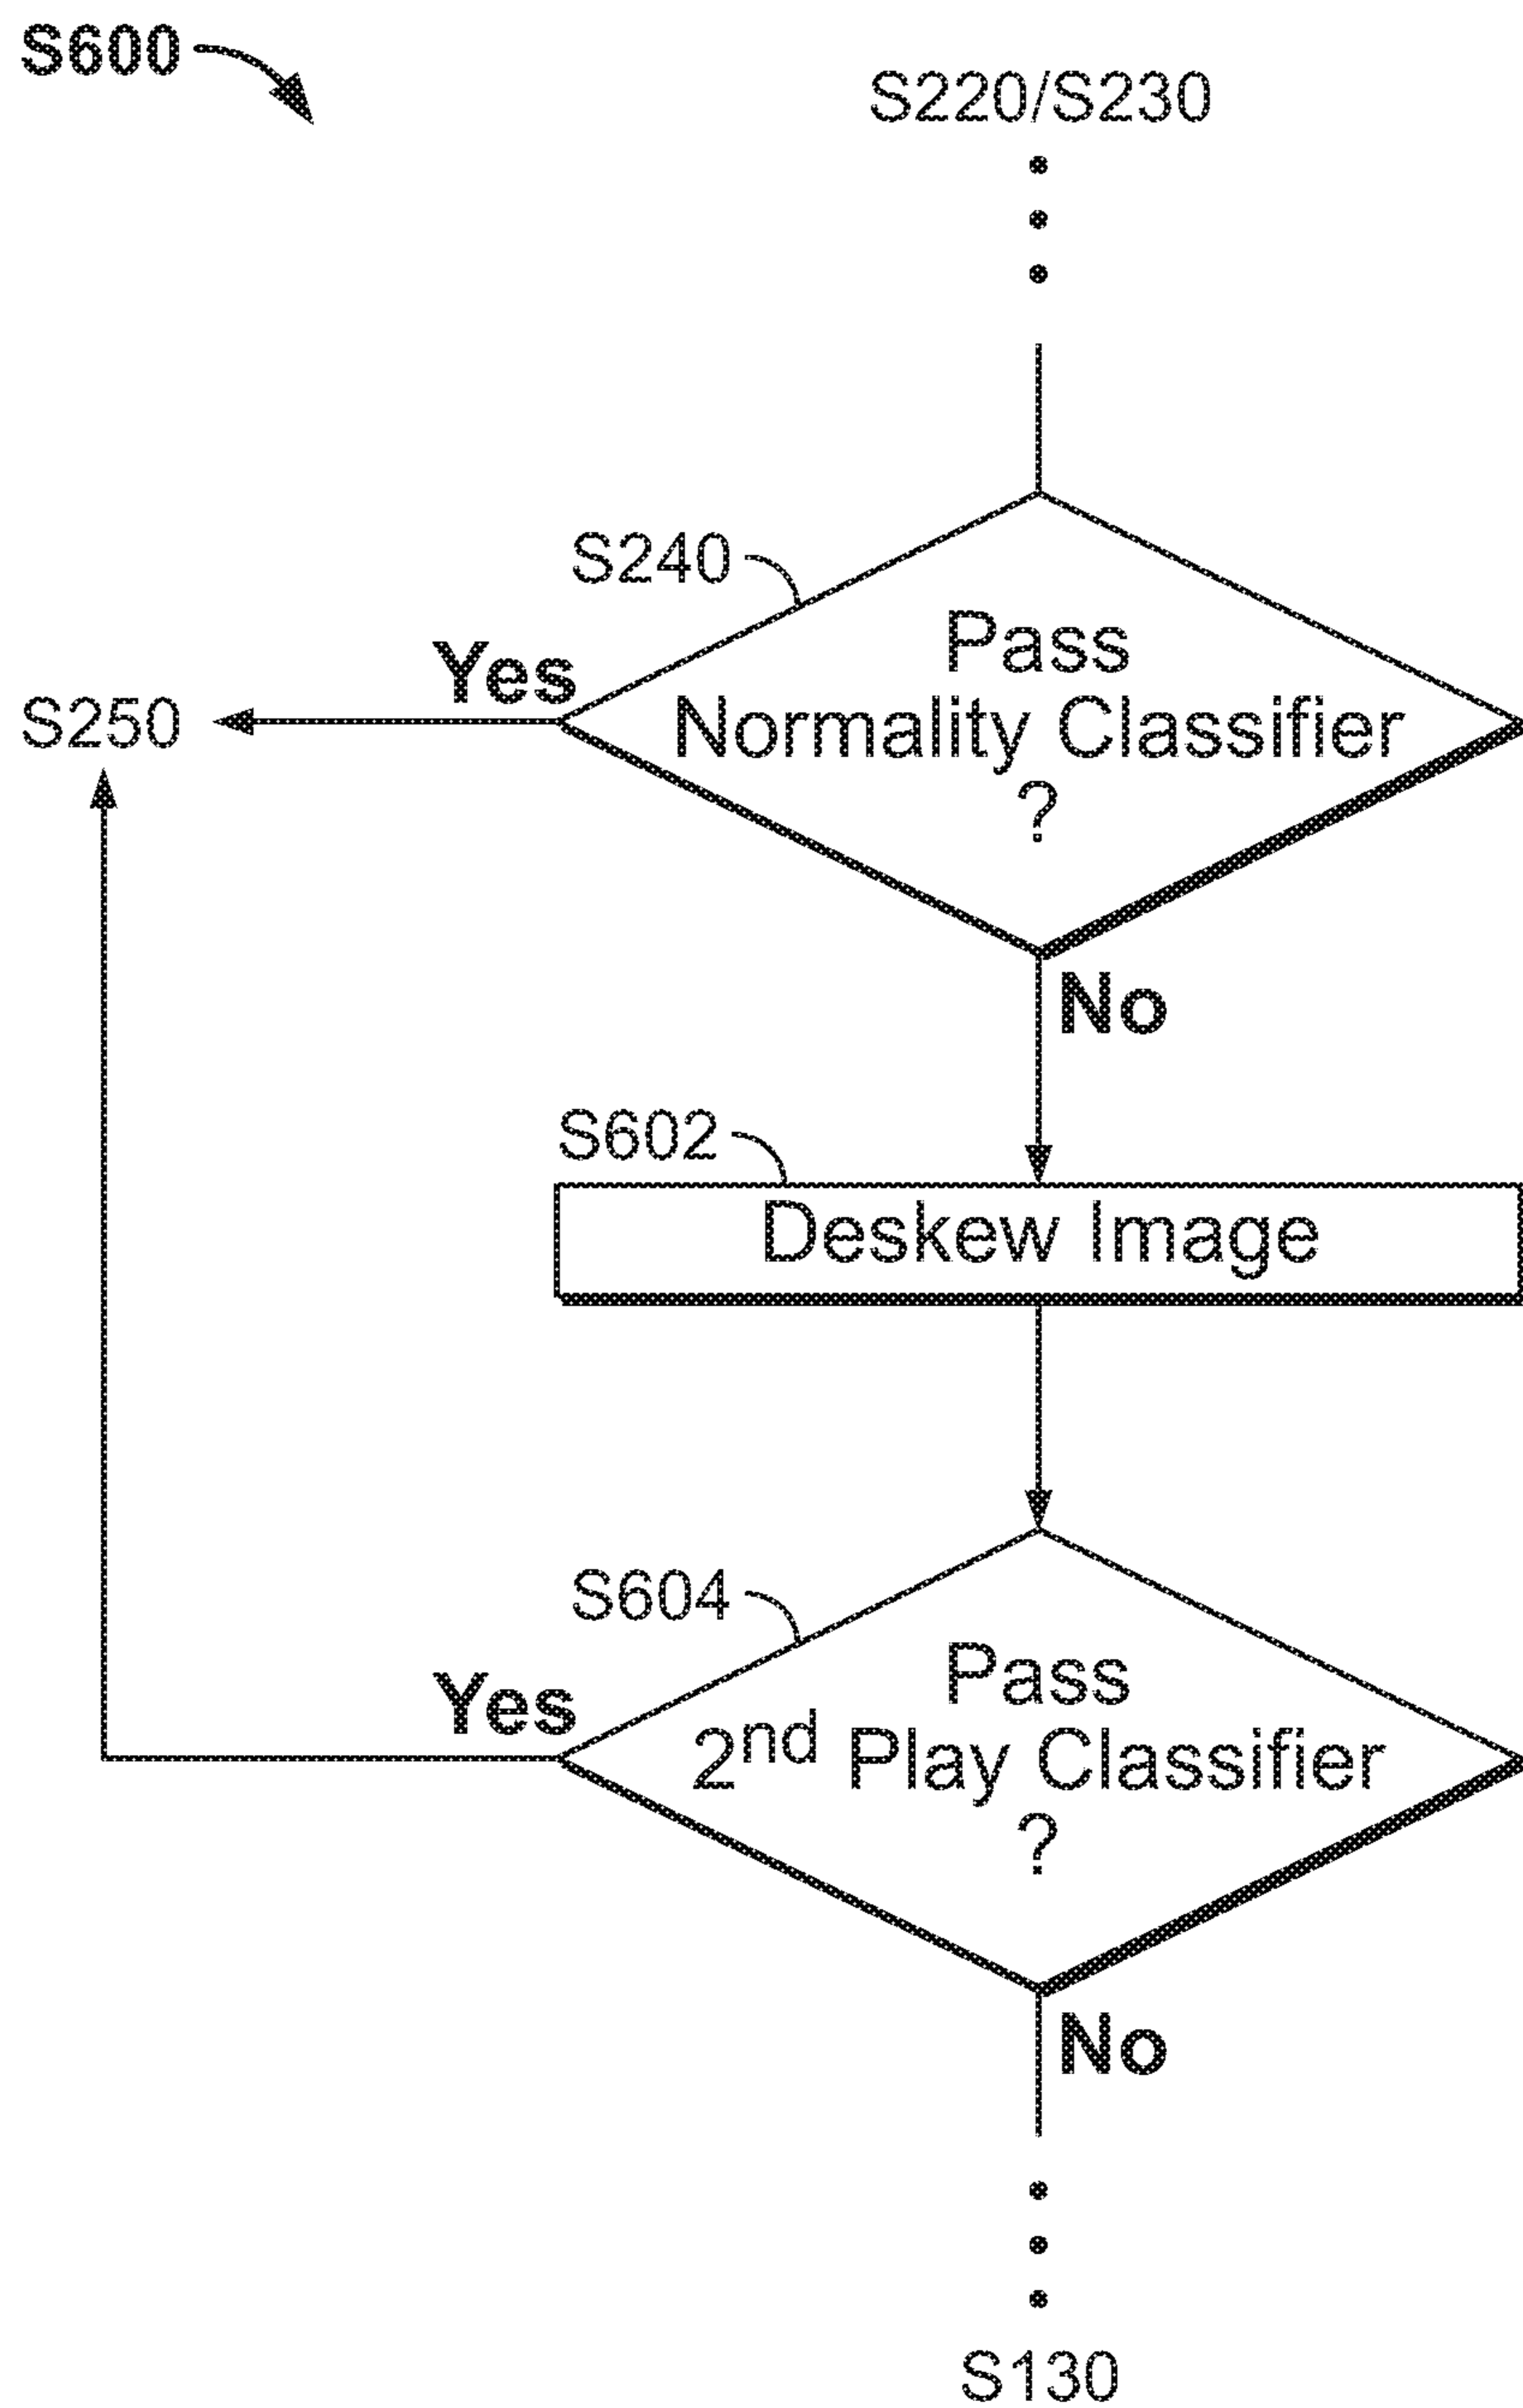 S600
S220/S230
S240
Pass
Normality Classifier
?
Yes
S250
No
S602
Deskew Image
S604
Pass
2nd Play Classifier
?
Yes
No
S130